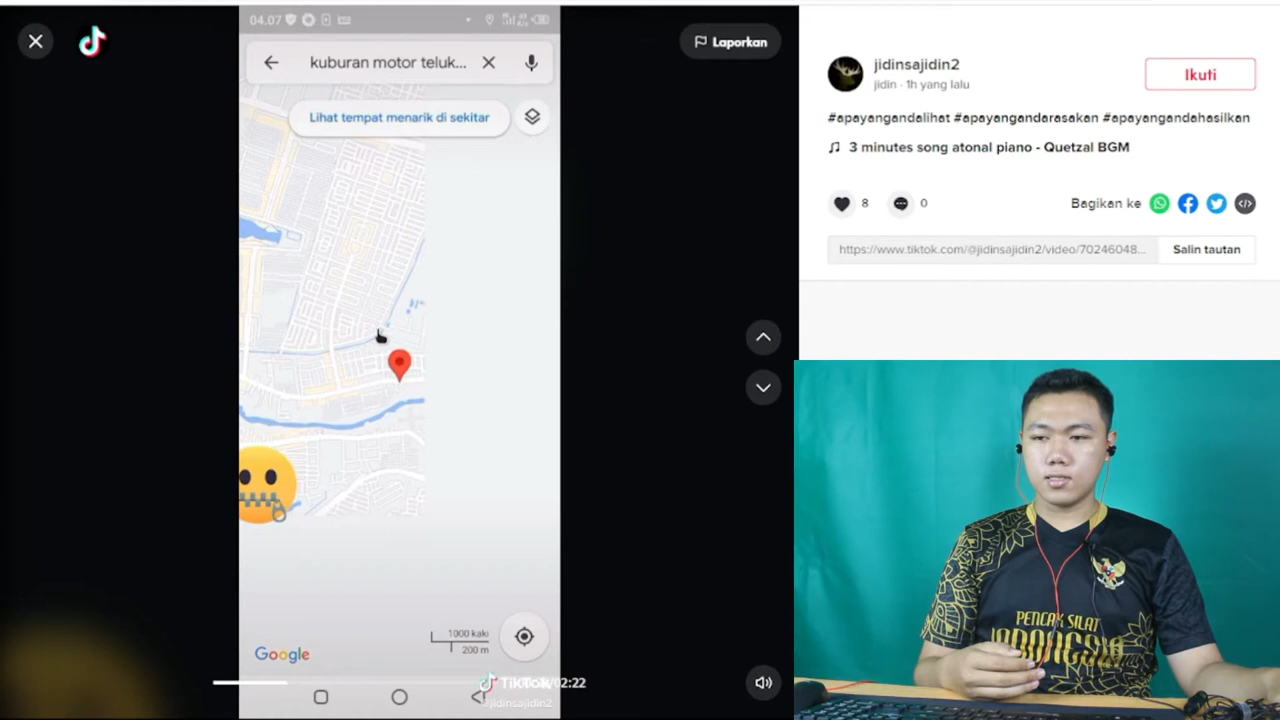 04.07
Laporkan
kuburan motor teluk...
Lihat tempat menarik di sekitar
1000 kaki
200 m
Google
TikTok
/02:22
@jidinsajidin2
jidinsajidin2
jidin · 1h yang lalu
Ikuti
#apayangandalihat #apayangandarasakan #apayangandahasilkan
3 minutes song atonal piano - Quetzal BGM
8
0
Bagikan ke
https://www.tiktok.com/@jidinsajidin2/video/70246048...
Salin tautan
PENCAK SILAT
INDONESIA